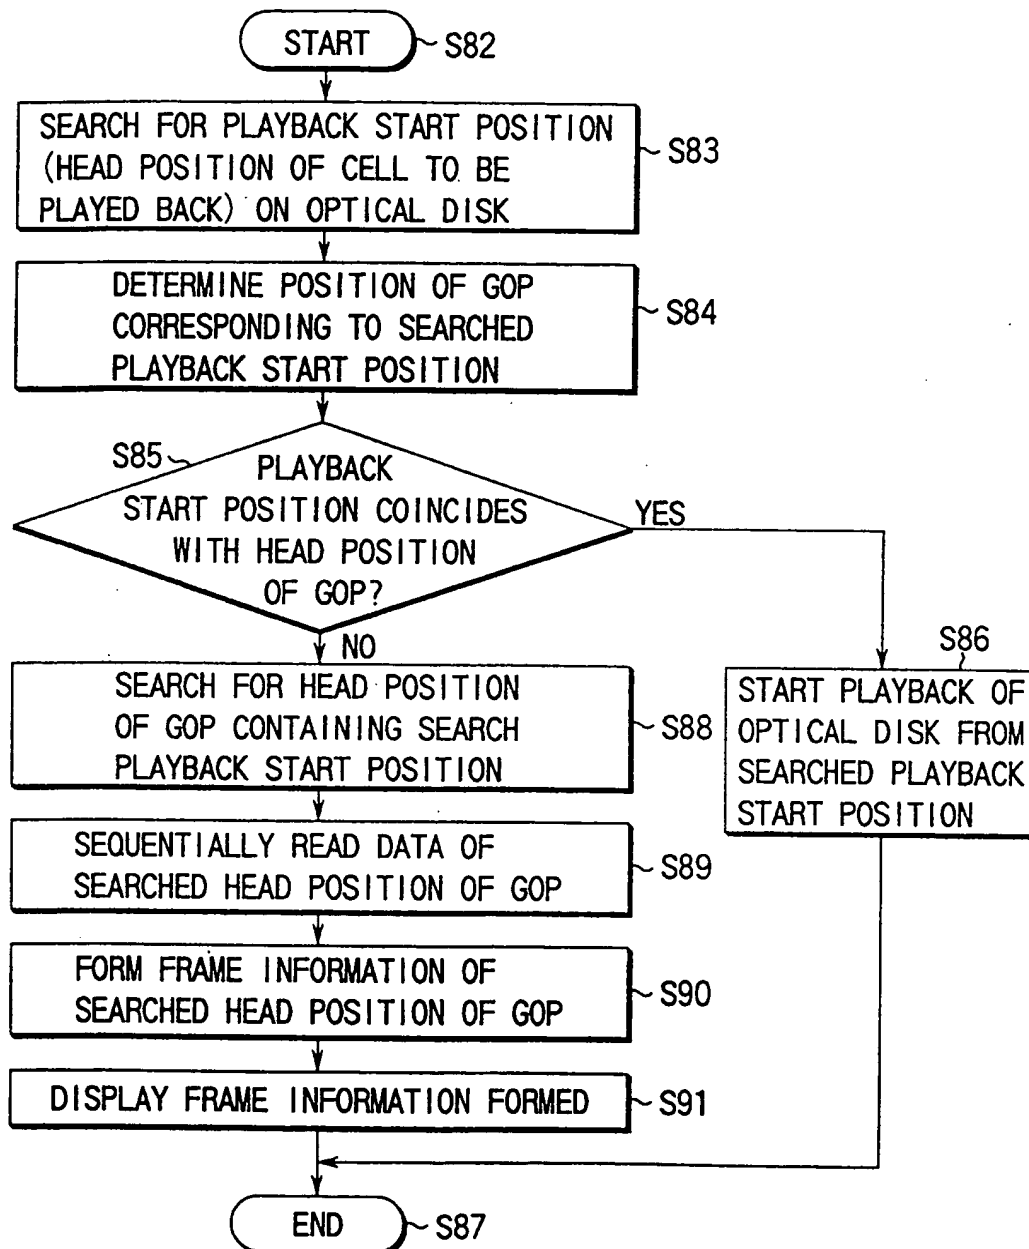 START
S82
SEARCH FOR PLAYBACK START POSITION
(HEAD POSITION OF CELL TO BE
PLAYED BACK) ON OPTICAL DISK
S83
DETERMINE POSITION OF GOP
CORRESPONDING TO SEARCHED
PLAYBACK START POSITION
S84
S85
PLAYBACK
START POSITION COINCIDES
WITH HEAD POSITION
OF GOP?
YES
NO
S86
START PLAYBACK OF
OPTICAL DISK FROM
SEARCHED PLAYBACK
START POSITION
SEARCH FOR HEAD POSITION
OF GOP CONTAINING SEARCH
PLAYBACK START POSITION
S88
SEQUENTIALLY READ DATA OF
SEARCHED HEAD POSITION OF GOP
S89
FORM FRAME INFORMATION OF
SEARCHED HEAD POSITION OF GOP
S90
DISPLAY FRAME INFORMATION FORMED
S91
END
S87